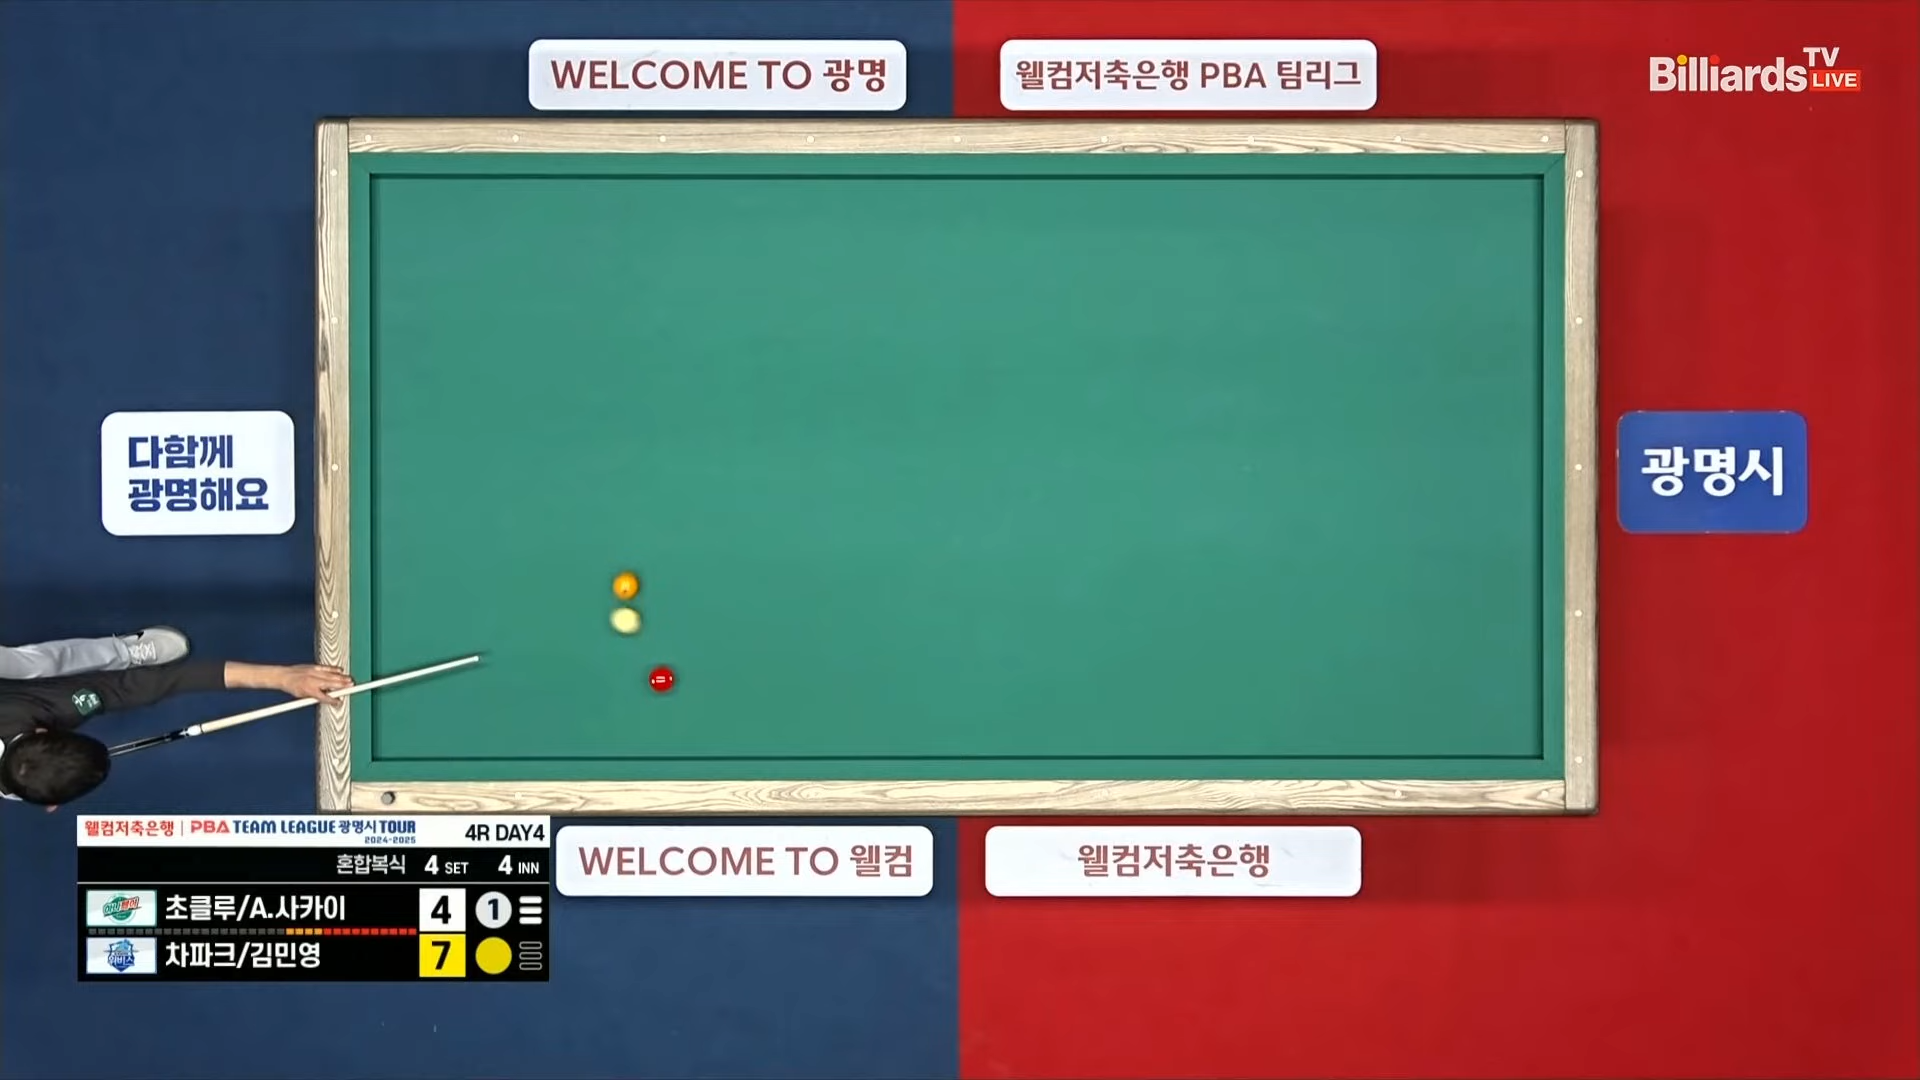 WELCOME TO 광명
웰컴저축은행 PBA 팀리그
Billiards TV LIVE
다함께
광명해요
광명시
웰컴저축은행 | PBA TEAM LEAGUE 광명시 TOUR
2024-2025
4R DAY4
혼합복식 4 SET 4 INN
초클루/A.사카이 4 1
차파크/김민영 7
WELCOME TO 웰컴
웰컴저축은행